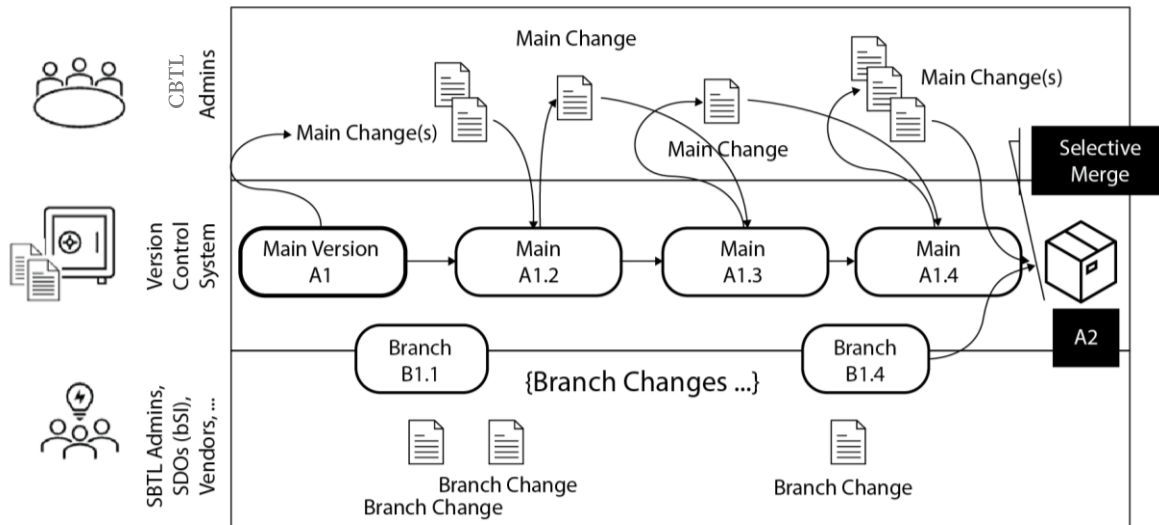 CBTL
Admins
Main Change
Main Change(s)
Main Change
Main Change(s)
Selective
Merge
Version
Control
System
Main Version
A1
Main
A1.2
Main
A1.3
Main
A1.4
A2
SBTL Admins,
SDOs (bSI),
Vendors, ...
Branch
B1.1
{Branch Changes ...}
Branch
B1.4
Branch Change
Branch Change
Branch Change